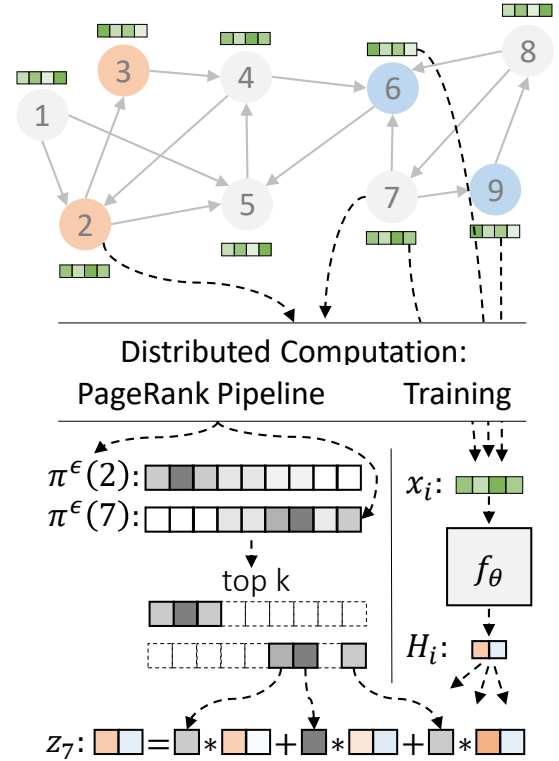 8
3
4
6
1
5
7
9
2
Distributed Computation:
PageRank Pipeline Training
π^ϵ(2):
π^ϵ(7):
x_i:
top k
f_θ
H_i:
z_7: = * + * + *